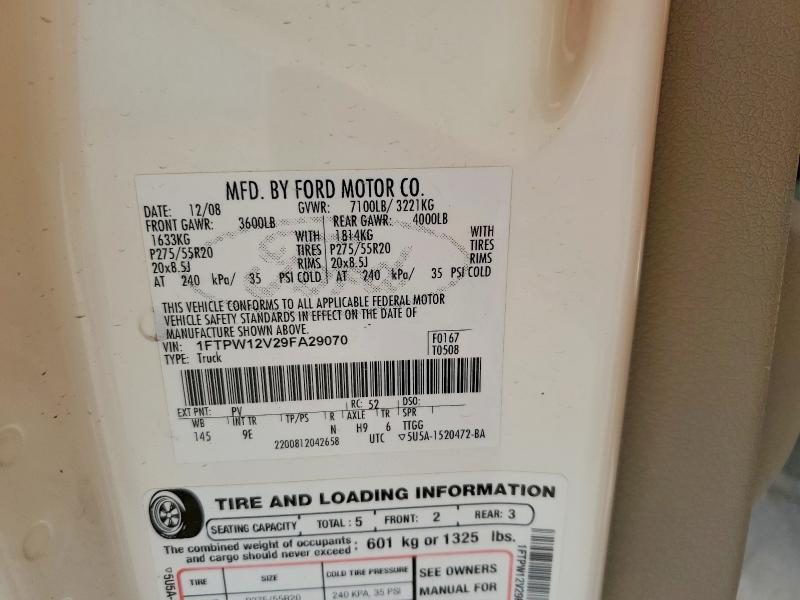 MFD. BY FORD MOTOR CO.
DATE: 12/08 GVWR: 7100LB/ 3221KG
FRONT GAWR: 3600LB REAR GAWR: 4000LB
1633KG WITH 1814KG WITH
P275/55R20 TIRES P275/55R20 TIRES
20x8.5J RIMS 20x8.5J RIMS
AT 240 kPa/ 35 PSI COLD AT 240 kPa/ 35 PSI COLD
Ford
THIS VEHICLE CONFORMS TO ALL APPLICABLE FEDERAL MOTOR
VEHICLE SAFETY STANDARDS IN EFFECT ON THE DATE OF
MANUFACTURE SHOWN ABOVE.
VIN: 1FTPW12V29FA29070 F0167
TYPE: Truck T0508
EXT PNT: PV RC: 52 DSO:
WB INT TR TP/PS R AXLE TR SPR
145 9E N H9 6 TTGG
2200812042658 UTC ▽5U5A-1520472-BA
TIRE AND LOADING INFORMATION
SEATING CAPACITY TOTAL: 5 FRONT: 2 REAR: 3
The combined weight of occupants and cargo should never exceed: 601 kg or 1325 lbs.
TIRE SIZE COLD TIRE PRESSURE SEE OWNERS
P275/55R20 240 KPA, 35 PSI MANUAL FOR
▽5U5A-
1FTPW12V29